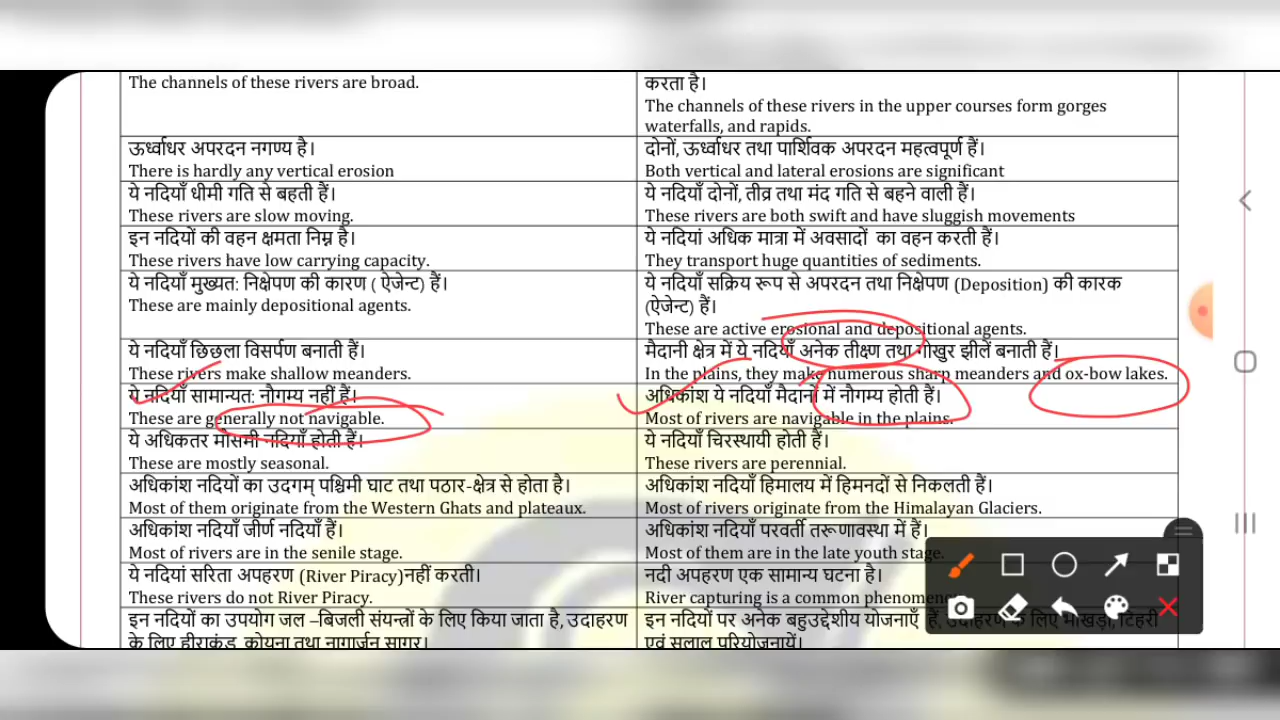 The channels of these rivers are broad.
करता है।
The channels of these rivers in the upper courses form gorges
waterfalls, and rapids.
ऊर्ध्वाधर अपरदन नगण्य है।
There is hardly any vertical erosion
दोनों, ऊर्ध्वाधर तथा पार्श्विक अपरदन महत्वपूर्ण हैं।
Both vertical and lateral erosions are significant
ये नदियाँ धीमी गति से बहती हैं।
These rivers are slow moving.
ये नदियाँ दोनों, तीव्र तथा मंद गति से बहने वाली हैं।
These rivers are both swift and have sluggish movements
इन नदियों की वहन क्षमता निम्न है।
These rivers have low carrying capacity.
ये नदियां अधिक मात्रा में अवसादों का वहन करती हैं।
They transport huge quantities of sediments.
ये नदियाँ मुख्यत: निक्षेपण की कारण ( ऐजेन्ट) हैं।
These are mainly depositional agents.
ये नदियाँ सक्रिय रूप से अपरदन तथा निक्षेपण (Deposition) की कारक
(ऐजेन्ट) हैं।
These are active erosional and depositional agents.
ये नदियाँ छिछला विसर्पण बनाती हैं।
These rivers make shallow meanders.
मैदानी क्षेत्र में ये नदियाँ अनेक तीक्ष्ण तथा गोखुर झीलें बनाती हैं।
In the plains, they make numerous sharp meanders and ox-bow lakes.
ये नदियाँ सामान्यत: नौगम्य नहीं हैं।
These are generally not navigable.
अधिकांश ये नदियाँ मैदानों में नौगम्य होती हैं।
Most of rivers are navigable in the plains.
ये अधिकतर मौसमी नदियाँ होती हैं।
These are mostly seasonal.
ये नदियाँ चिरस्थायी होती हैं।
These rivers are perennial.
अधिकांश नदियों का उदगम् पश्चिमी घाट तथा पठार-क्षेत्र से होता है।
Most of them originate from the Western Ghats and plateaux.
अधिकांश नदियाँ हिमालय में हिमनदों से निकलती हैं।
Most of rivers originate from the Himalayan Glaciers.
अधिकांश नदियाँ जीर्ण नदियाँ हैं।
Most of rivers are in the senile stage.
अधिकांश नदियाँ परवर्ती तरूणावस्था में हैं।
Most of them are in the late youth stage.
ये नदियां सरिता अपहरण (River Piracy)नहीं करती।
These rivers do not River Piracy.
नदी अपहरण एक सामान्य घटना है।
River capturing is a common
इन नदियों का उपयोग जल –बिजली संयन्त्रों के लिए किया जाता है, उदाहरण
के लिए हीराकुंड, कोयना तथा नागार्जुन सागर।
इन नदियों पर अनेक बहुउद्देशीय योजनाएँ हैं, उदाहरण के लिए भाखड़ा, टिहरी
एवं सलाल परियोजनायें।